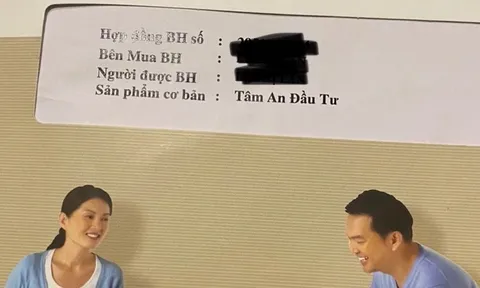 Hợp đồng BH số :
Bên Mua BH :
Người được BH :
Sản phẩm cơ bản : Tâm An Đầu Tư